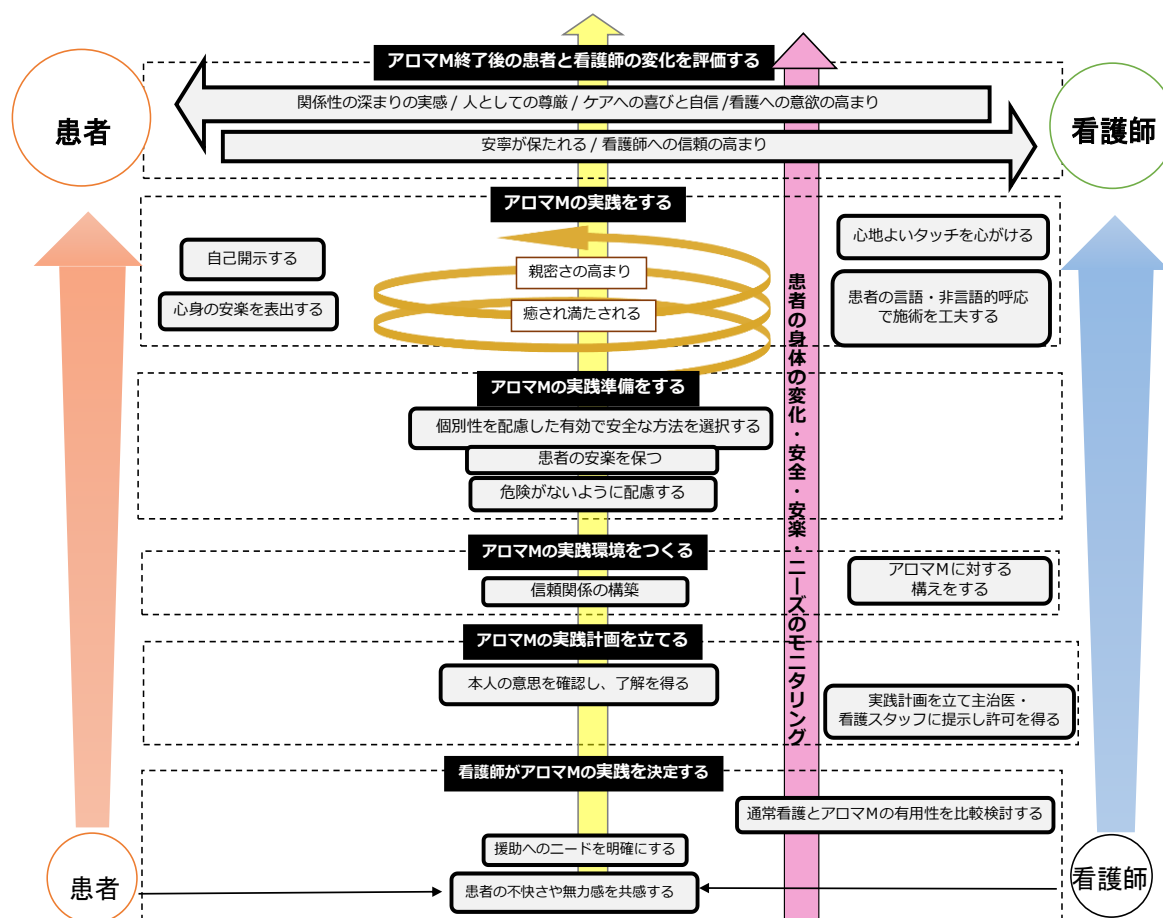 アロマM終了後の患者と看護師の変化を評価する
患者
関係性の深まりの実感 / 人としての尊厳 / ケアへの喜びと自信 /看護への意欲の高まり
安寧が保たれる / 看護師への信頼の高まり
看護師
アロマMの実践をする
自己開示する
心身の安楽を表出する
親密さの高まり
癒され満たされる
心地よいタッチを心がける
患者の言語・非言語的呼応
で施術を工夫する
患者の身体の変化・安全・安楽・ニーズのモニタリング
アロマMの実践準備をする
個別性を配慮した有効で安全な方法を選択する
患者の安楽を保つ
危険がないように配慮する
アロマMの実践環境をつくる
信頼関係の構築
アロマMに対する
構えをする
アロマMの実践計画を立てる
本人の意思を確認し、了解を得る
実践計画を立て主治医・
看護スタッフに提示し許可を得る
看護師がアロマMの実践を決定する
通常看護とアロマMの有用性を比較検討する
援助へのニードを明確にする
患者の不快さや無力感を共感する
患者
看護師